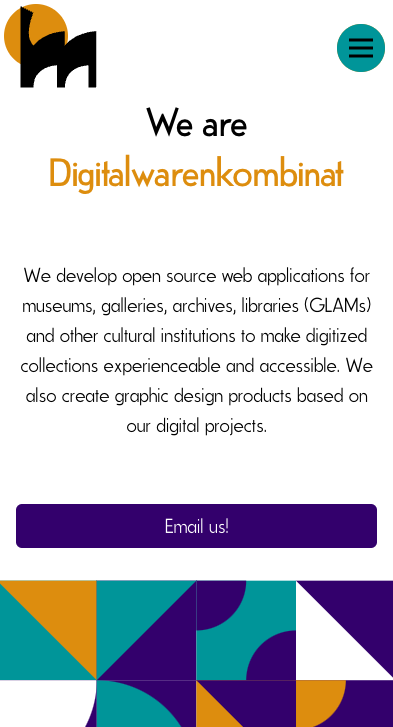 We are
Digitalwarenkombinat
We develop open source web applications for
museums, galleries, archives, libraries (GLAMs)
and other cultural institutions to make digitized
collections experienceable and accessible. We
also create graphic design products based on
our digital projects.
Email us!